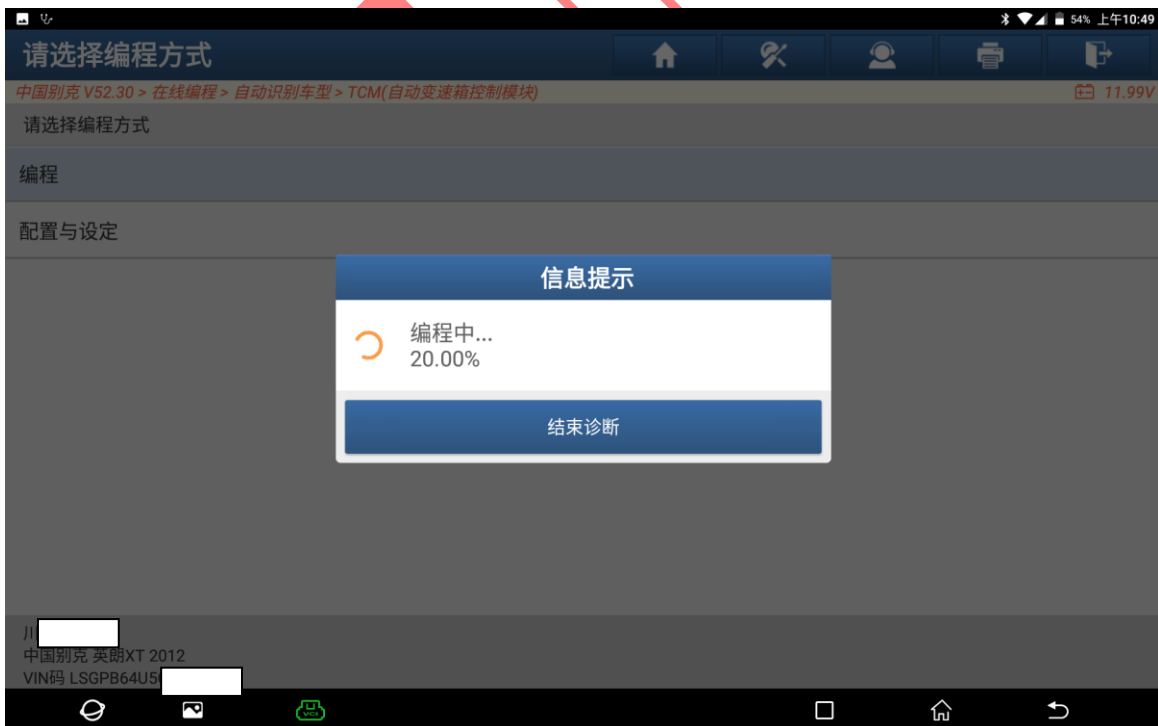 54% 上午10:49
请选择编程方式
中国别克 V52.30 > 在线编程 > 自动识别车型 > TCM(自动变速箱控制模块)
11.99V
请选择编程方式
编程
配置与设定
信息提示
编程中...
20.00%
结束诊断
川
中国别克 英朗XT 2012
VIN码 LSGPB64U5
VCI